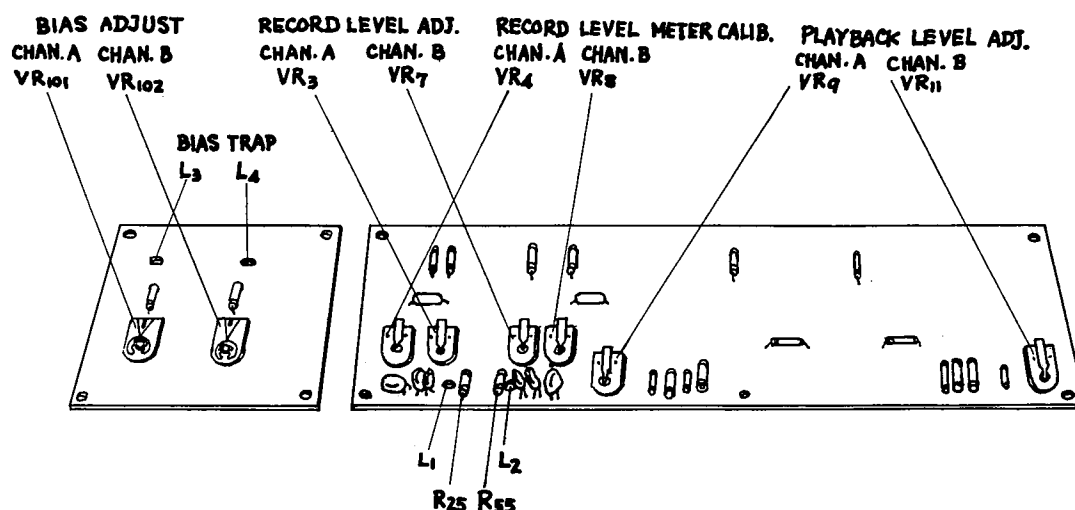 BIAS ADJUST
CHAN. A CHAN. B
VR101 VR102
RECORD LEVEL ADJ.
CHAN. A CHAN. B
VR3 VR7
RECORD LEVEL METER CALIB.
CHAN. A CHAN. B
VR4 VR8
PLAYBACK LEVEL ADJ.
CHAN. A CHAN. B
VR9 VR11
BIAS TRAP
L3 L4
L1 L2
R25 R55